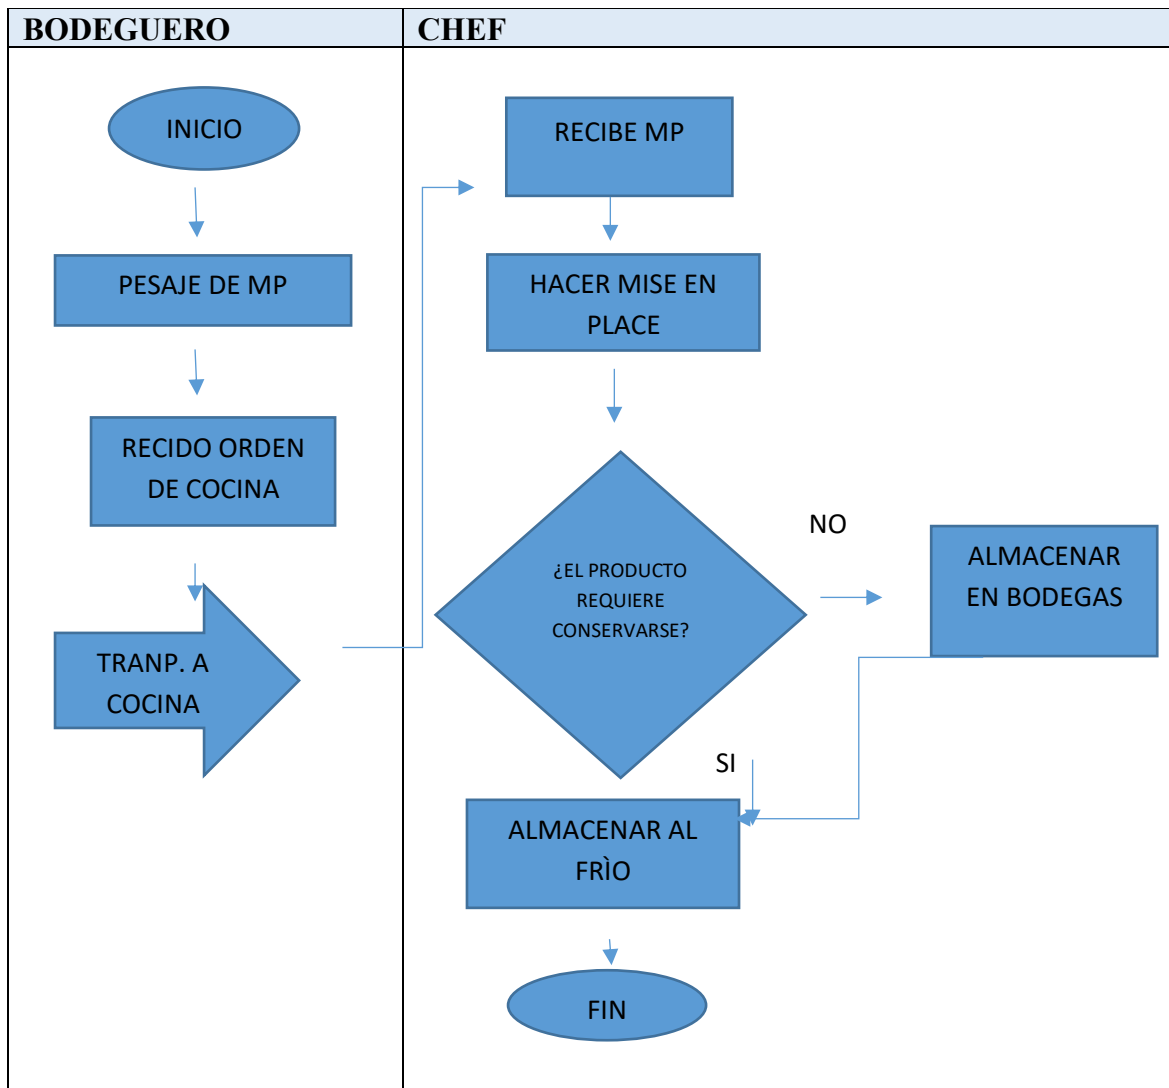 BODEGUERO
CHEF
INICIO
PESAJE DE MP
RECIDO ORDEN
DE COCINA
TRANP. A
COCINA
RECIBE MP
HACER MISE EN
PLACE
¿EL PRODUCTO
REQUIERE
CONSERVARSE?
NO
ALMACENAR
EN BODEGAS
SI
ALMACENAR AL
FRÌO
FIN